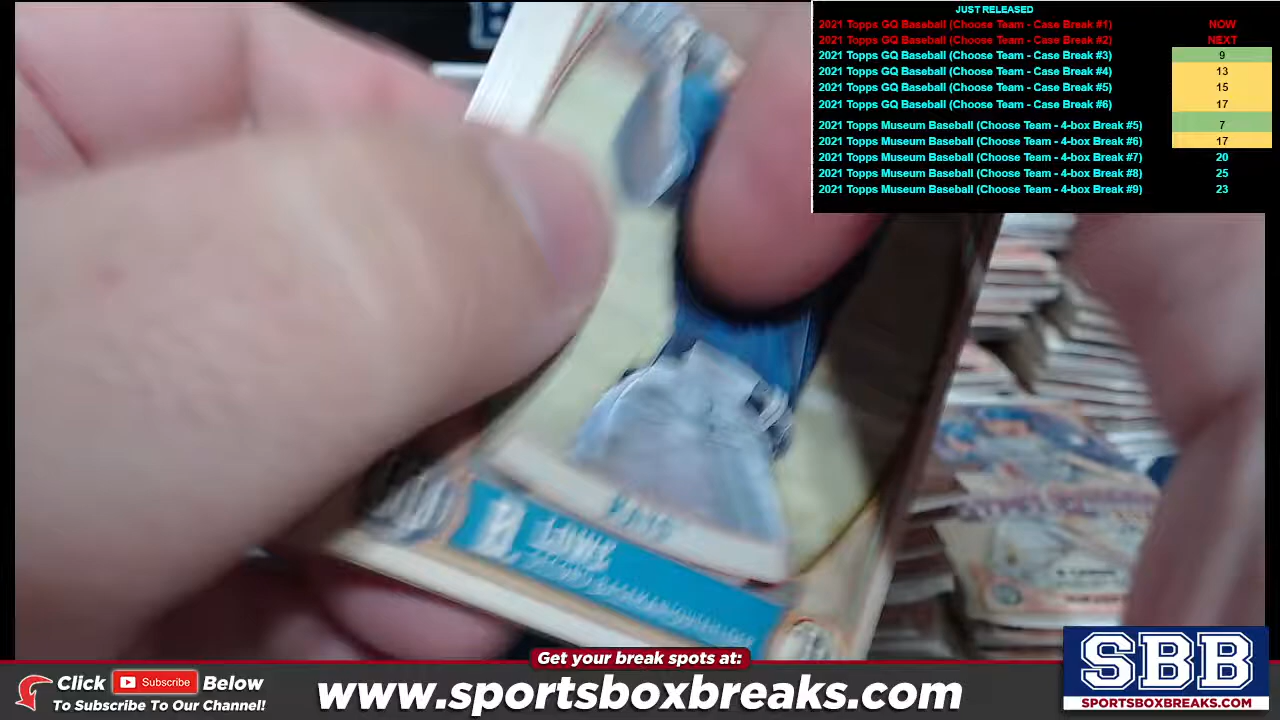 JUST RELEASED
2021 Topps GQ Baseball (Choose Team - Case Break #1) NOW
2021 Topps GQ Baseball (Choose Team - Case Break #2) NEXT
2021 Topps GQ Baseball (Choose Team - Case Break #3) 9
2021 Topps GQ Baseball (Choose Team - Case Break #4) 13
2021 Topps GQ Baseball (Choose Team - Case Break #5) 15
2021 Topps GQ Baseball (Choose Team - Case Break #6) 17
2021 Topps Museum Baseball (Choose Team - 4-box Break #5) 7
2021 Topps Museum Baseball (Choose Team - 4-box Break #6) 17
2021 Topps Museum Baseball (Choose Team - 4-box Break #7) 20
2021 Topps Museum Baseball (Choose Team - 4-box Break #8) 25
2021 Topps Museum Baseball (Choose Team - 4-box Break #9) 23
Get your break spots at:
Click Subscribe Below
To Subscribe To Our Channel!
www.sportsboxbreaks.com
SBB
SPORTSBOXBREAKS.COM